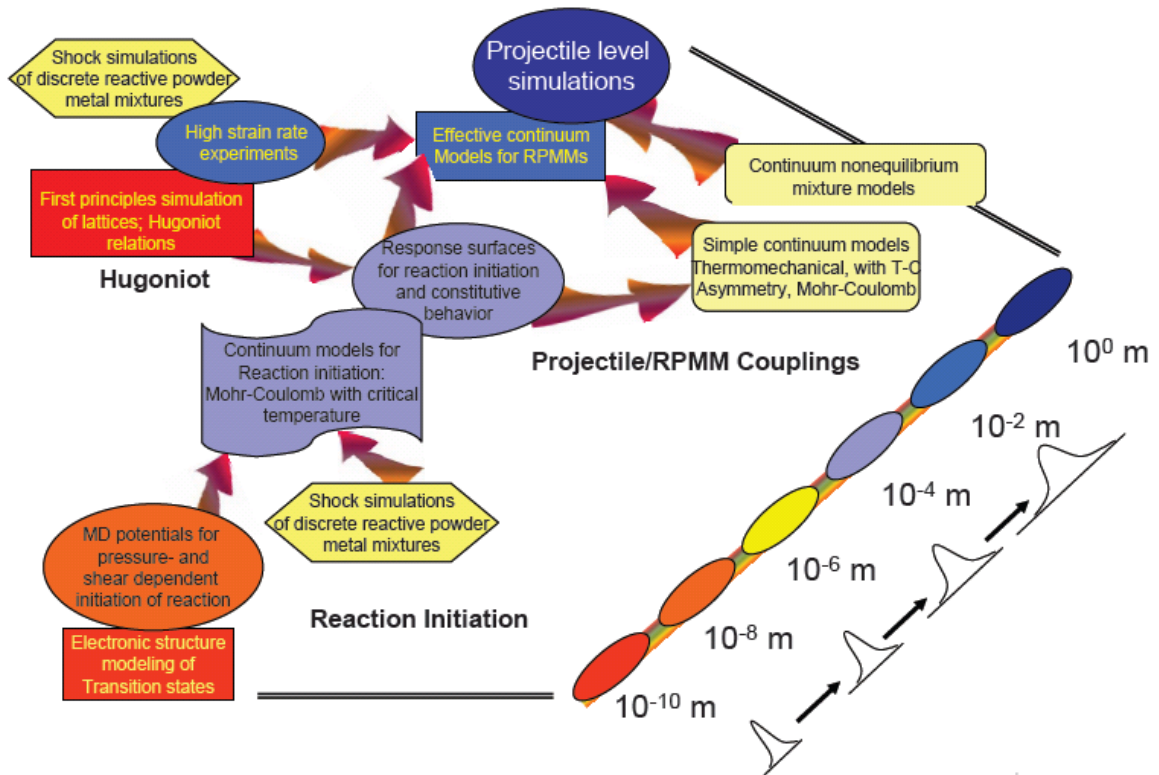 Shock simulations
of discrete reactive powder
metal mixtures
Projectile level
simulations
High strain rate
experiments
Effective continuum
Models for RPMMs
Continuum nonequilibrium
mixture models
First principles simulation
of lattices; Hugoniot
relations
Hugoniot
Response surfaces
for reaction initiation
and constitutive
behavior
Simple continuum models
Thermomechanical, with T-C
Asymmetry, Mohr-Coulomb
Continuum models for
Reaction initiation:
Mohr-Coulomb with critical
temperature
Projectile/RPMM Couplings
Shock simulations
of discrete reactive powder
metal mixtures
MD potentials for
pressure- and
shear dependent
initiation of reaction
Reaction Initiation
Electronic structure
modeling of
Transition states
10⁰ m
10⁻² m
10⁻⁴ m
10⁻⁶ m
10⁻⁸ m
10⁻¹⁰ m